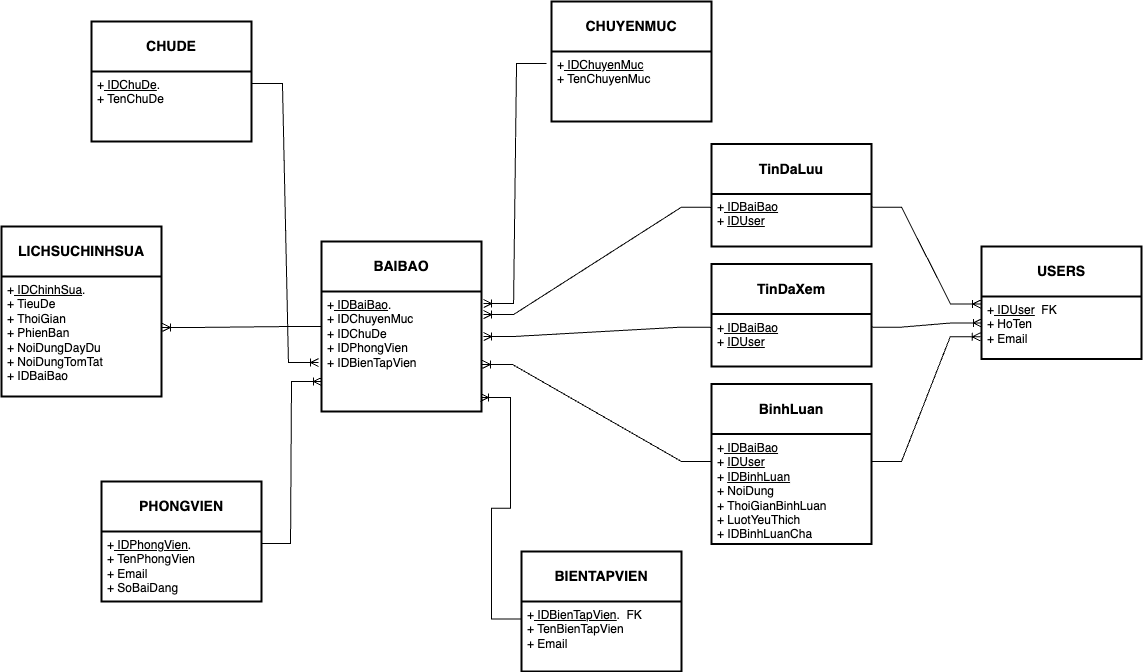 CHUDE
+ IDChuDe.
+ TenChuDe
CHUYENMUC
+ IDChuyenMuc
+ TenChuyenMuc
TinDaLuu
+ IDBaiBao
+ IDUser
LICHSUCHINHSUA
+ IDChinhSua.
+ TieuDe
+ ThoiGian
+ PhienBan
+ NoiDungDayDu
+ NoiDungTomTat
+ IDBaiBao
BAIBAO
+ IDBaiBao.
+ IDChuyenMuc
+ IDChuDe
+ IDPhongVien
+ IDBienTapVien
TinDaXem
+ IDBaiBao
+ IDUser
USERS
+ IDUser FK
+ HoTen
+ Email
BinhLuan
+ IDBaiBao
+ IDUser
+ IDBinhLuan
+ NoiDung
+ ThoiGianBinhLuan
+ LuotYeuThich
+ IDBinhLuanCha
PHONGVIEN
+ IDPhongVien.
+ TenPhongVien
+ Email
+ SoBaiDang
BIENTAPVIEN
+ IDBienTapVien. FK
+ TenBienTapVien
+ Email